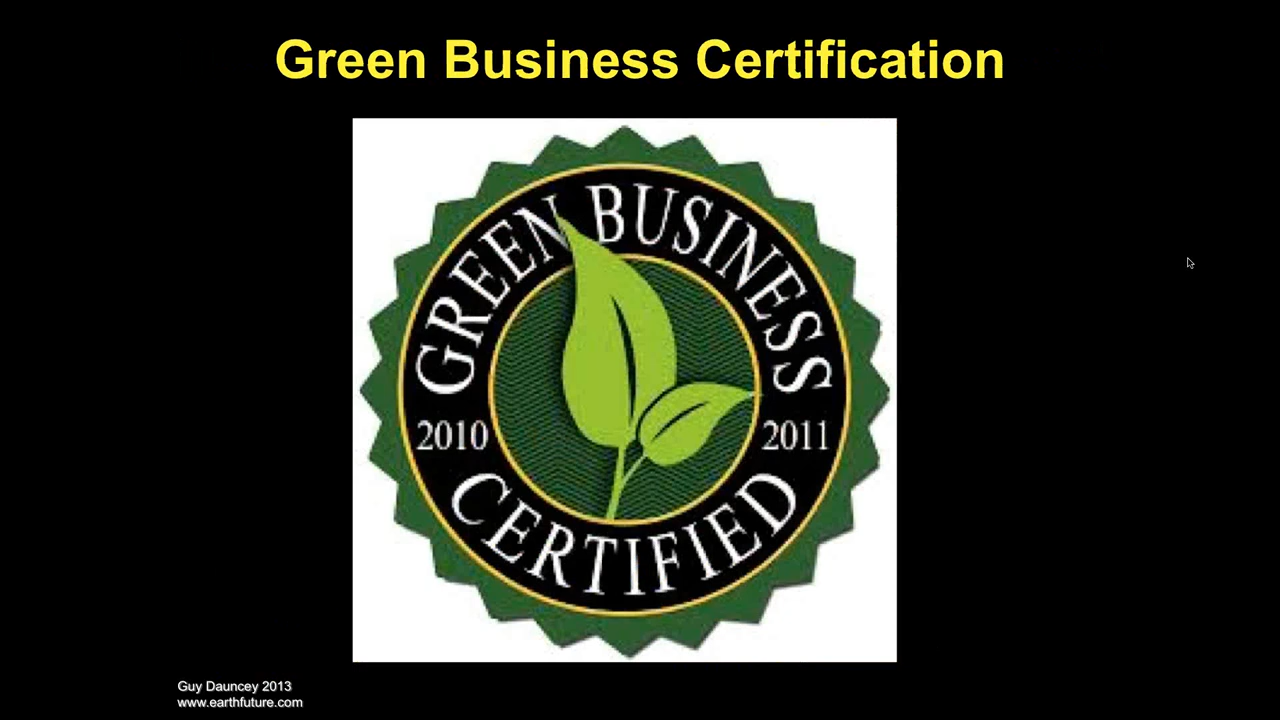 Green Business Certification
GREEN BUSINESS
2010 2011
CERTIFIED
Guy Dauncey 2013
www.earthfuture.com